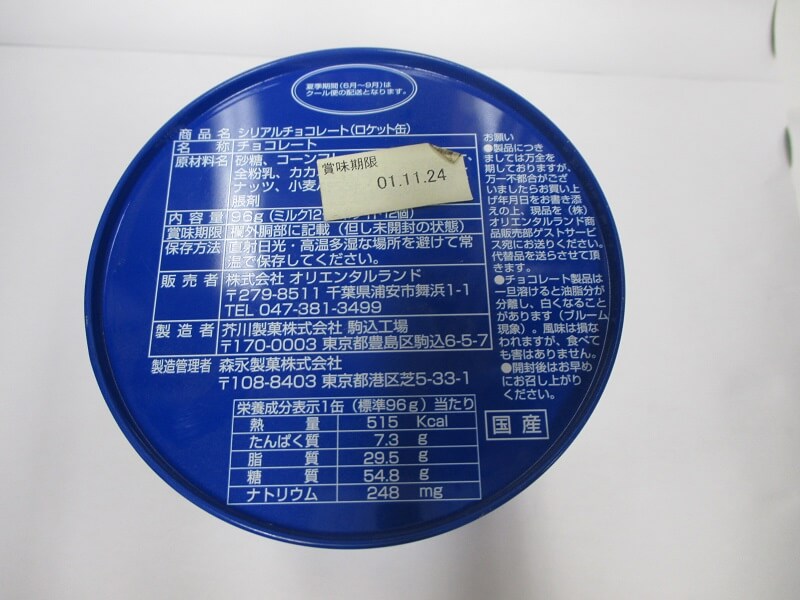 夏季期間(6月～9月)は
クール便の配送となります。
商品名 シリアルチョコレート(ロケット缶)
名称 チョコレート
原材料名 砂糖、コーンフレ
全粉乳、カカ
ナッツ、小麦
脹剤
賞味期限
01.11.24
内容量 96g(ミルク12 12個)
賞味期限 欄外胴部に記載(但し未開封の状態)
保存方法 直射日光・高温多湿な場所を避けて常
温で保存してください。
販売者 株式会社 オリエンタルランド
〒279-8511 千葉県浦安市舞浜1-1
TEL 047-381-3499
製造者 芥川製菓株式会社 駒込工場
〒170-0003 東京都豊島区駒込6-5-7
製造管理者 森永製菓株式会社
〒108-8403 東京都港区芝5-33-1
栄養成分表示1缶(標準96g)当たり
熱量 515 Kcal
たんぱく質 7.3 g
脂質 29.5 g
糖質 54.8 g
ナトリウム 248 mg
お願い
●製品につき
ましては万全を
期しておりますが、
万一不都合がござ
いましたらお買い上
げ年月日をお書き添
えの上、現品を(株)
オリエンタルランド商
品販売部ゲストサービ
ス宛にお送りください。
代替品を送らさせて頂
きます。
●チョコレート製品は
一旦溶けると油脂分が
分離し、白くなること
があります(ブルーム
現象)。風味は損な
われますが、食べて
も害はありません。
●開封後はお早め
にお召し上がり
ください。
国産